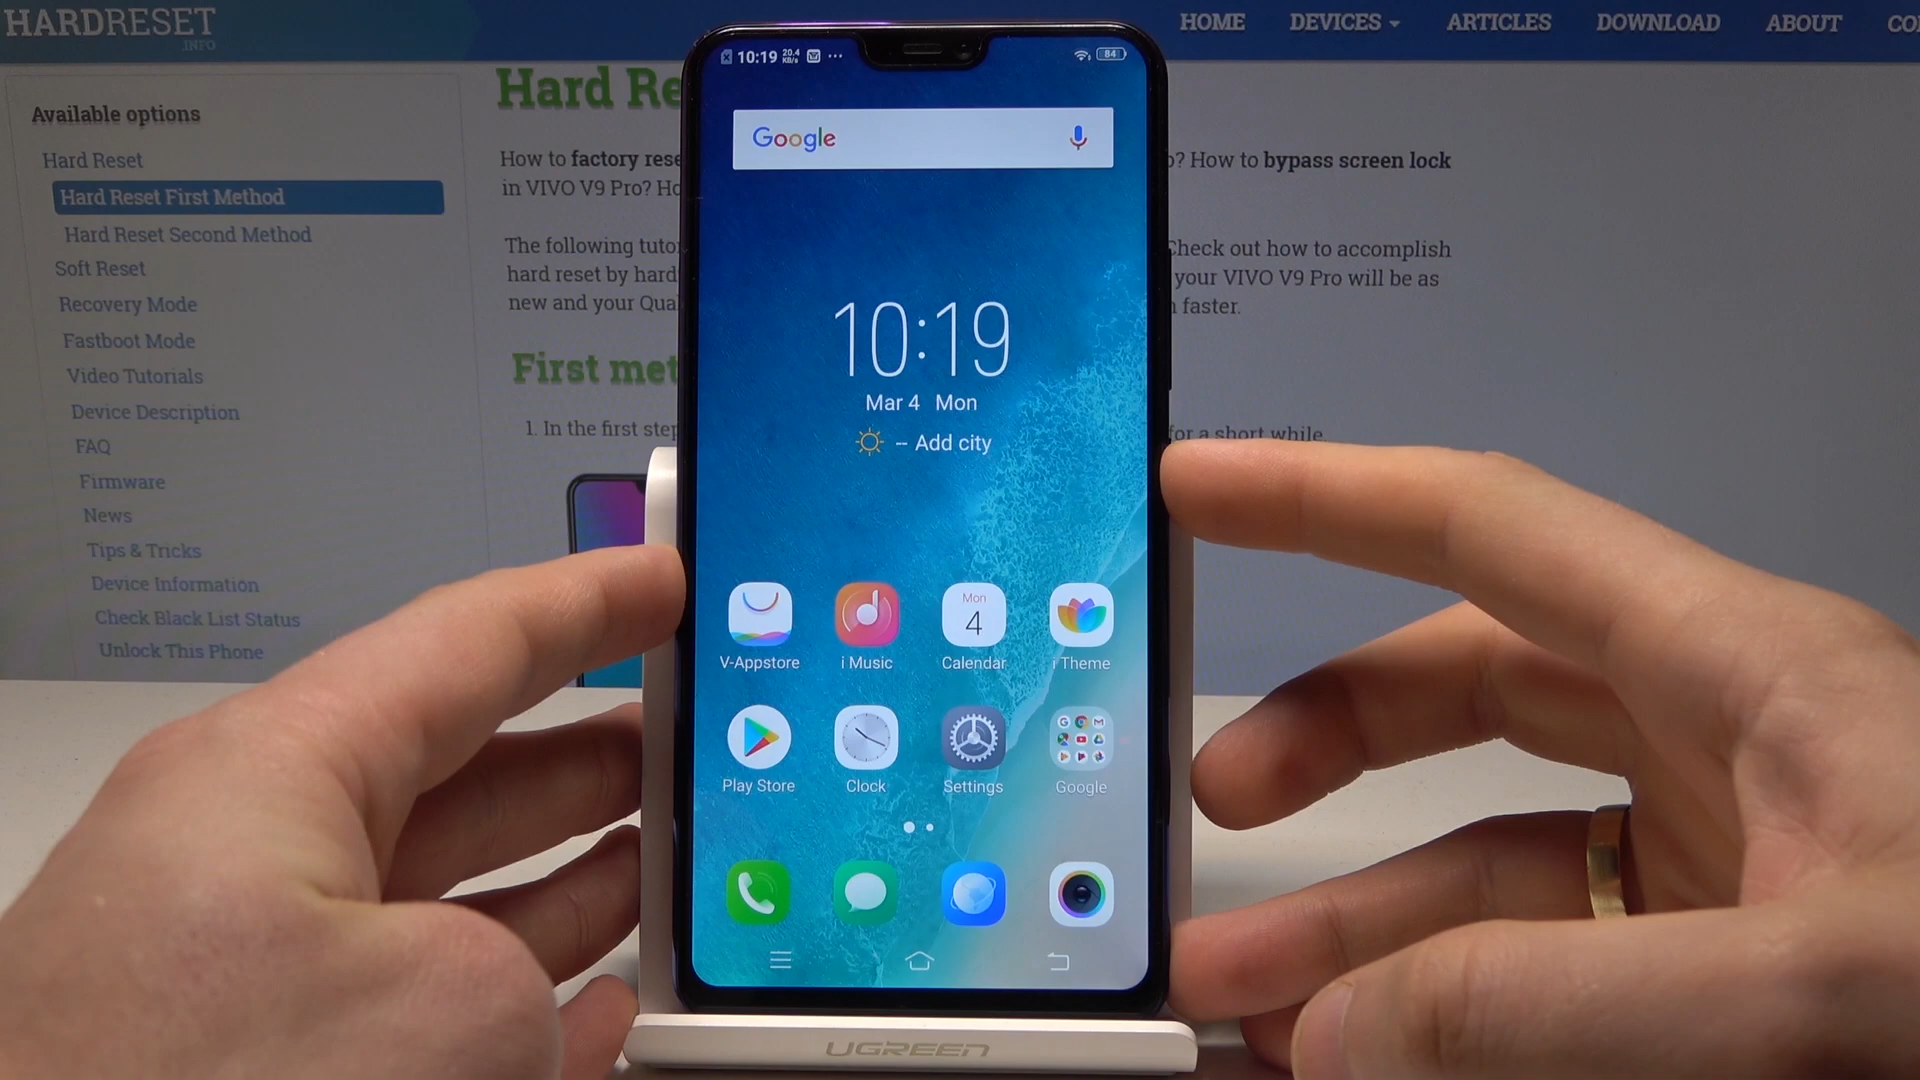 HARDRESET
.INFO
HOME DEVICES ARTICLES DOWNLOAD ABOUT
Available options
Hard Reset
Hard Reset First Method
Hard Reset Second Method
Soft Reset
Recovery Mode
Fastboot Mode
Video Tutorials
Device Description
FAQ
Firmware
News
Tips & Tricks
Device Information
Check Black List Status
Unlock This Phone
Hard Re
How to factory rese
? How to bypass screen lock
in VIVO V9 Pro? Ho
The following tuto
Check out how to accomplish
hard reset by hard
your VIVO V9 Pro will be as
new and your Qua
faster.
First met
1. In the first step
for a short while.
10:19 20.4 KB/s
84
Google
10:19
Mar 4 Mon
-- Add city
V-Appstore
i Music
Mon
4
Calendar
i Theme
Play Store
Clock
Settings
Google
UGREEN